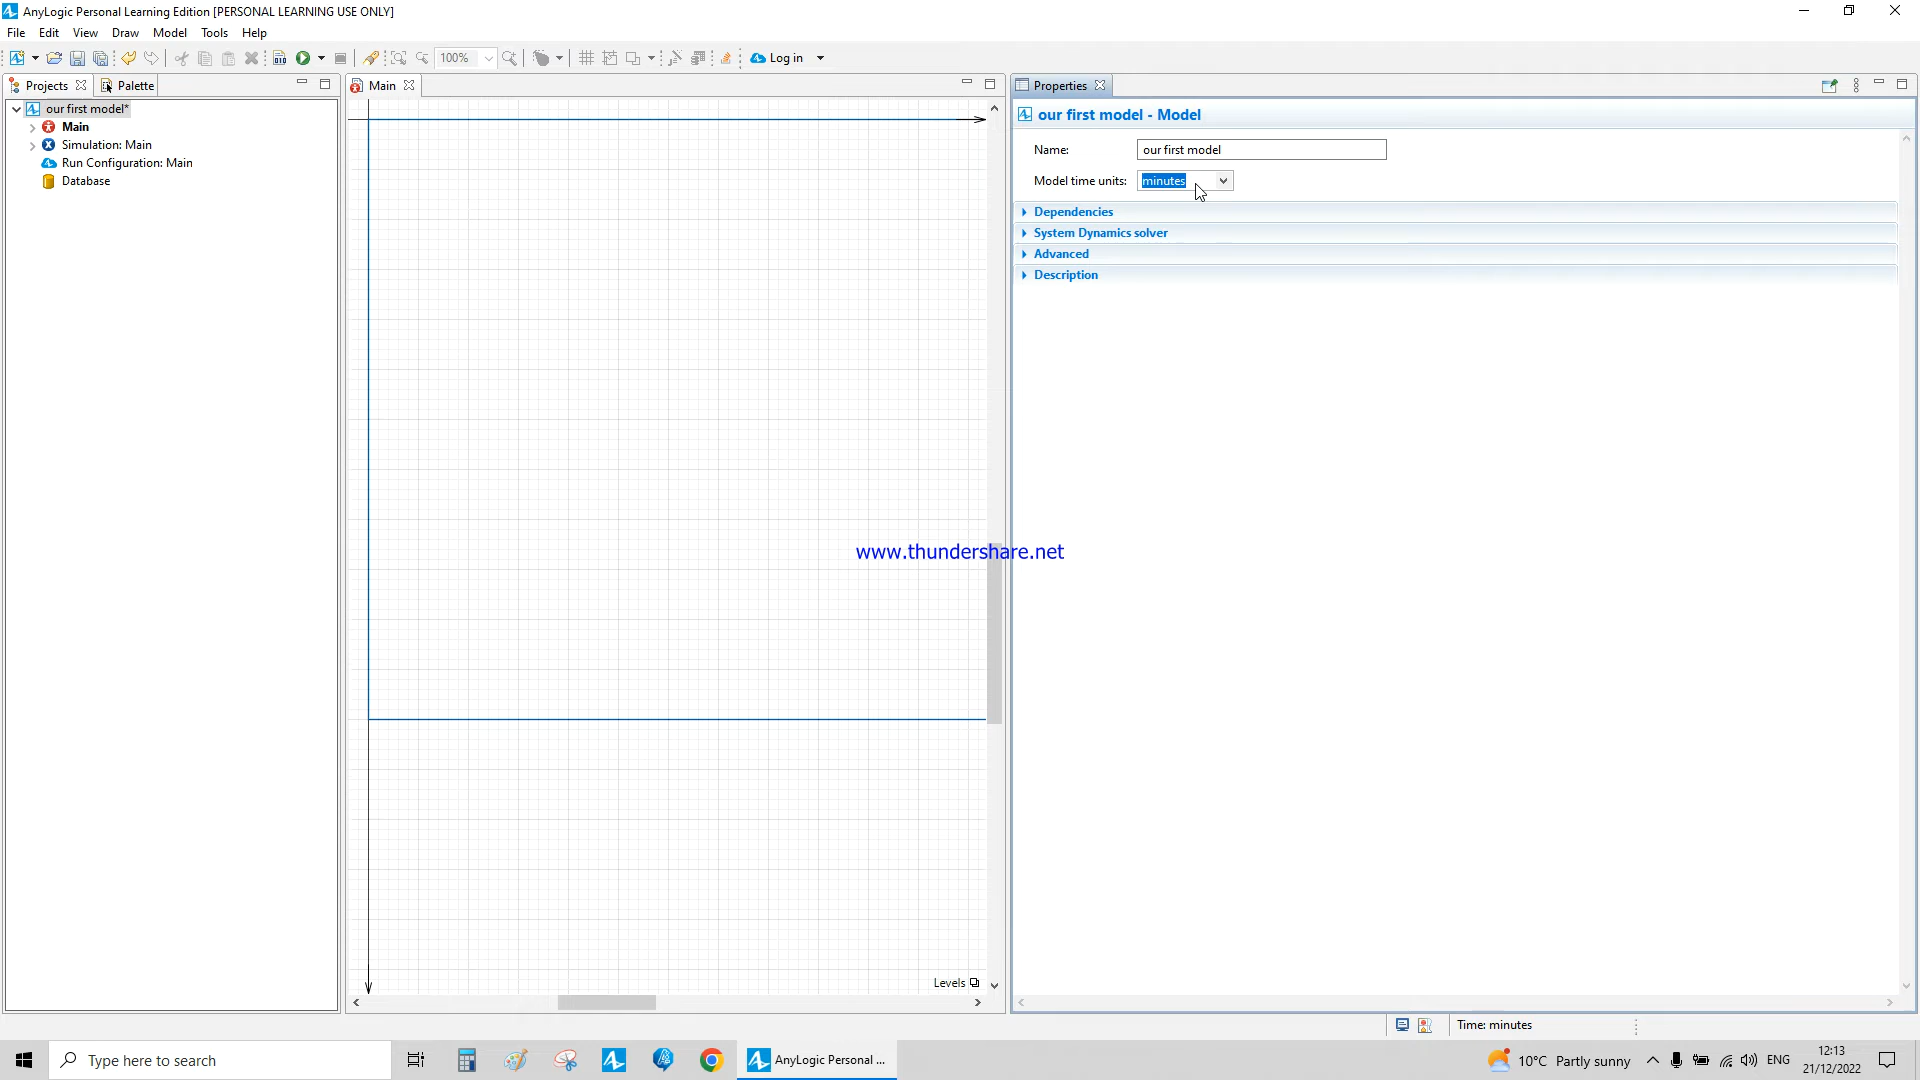 AnyLogic Personal Learning Edition [PERSONAL LEARNING USE ONLY]
File Edit View Draw Model Tools Help
100% Log in
Projects Palette Main Properties
our first model*
Main
Simulation: Main
Run Configuration: Main
Database
our first model - Model
Name: our first model
Model time units: minutes
Dependencies
System Dynamics solver
Advanced
Description
www.thundershare.net
Levels
Time: minutes
Type here to search
AnyLogic Personal ...
10°C Partly sunny
ENG
12:13
21/12/2022